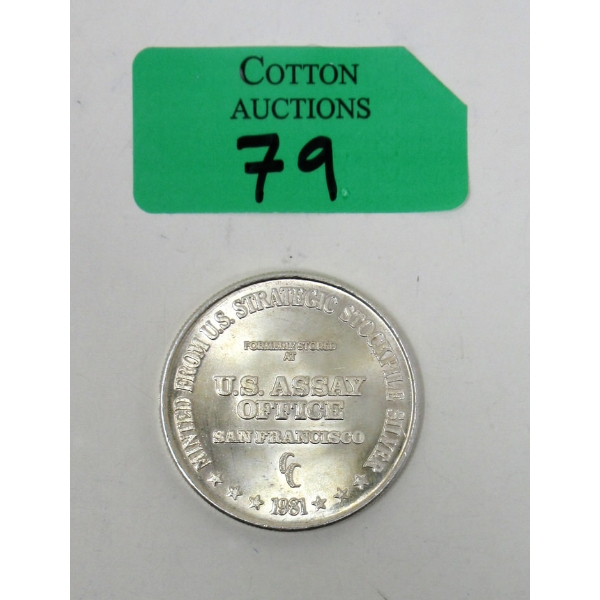 COTTON
AUCTIONS
79
MINTED FROM U.S. STRATEGIC STOCKPILE SILVER
FORMERLY STORED
AT
U.S. ASSAY
OFFICE
SAN FRANCISCO
CC
1981